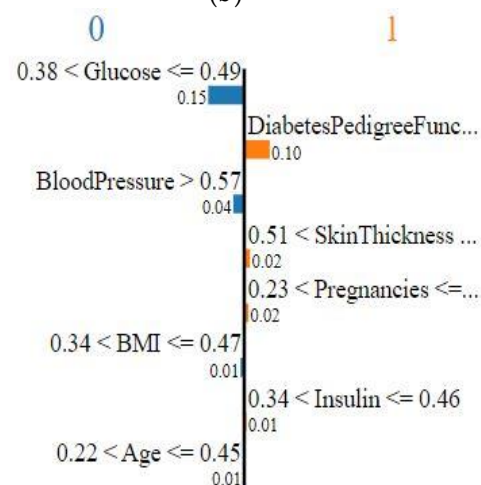 0 1
0.38 < Glucose <= 0.49
0.15
DiabetesPedigreeFunc...
0.10
BloodPressure > 0.57
0.04
0.51 < SkinThickness ...
0.02
0.23 < Pregnancies <=...
0.02
0.34 < BMI <= 0.47
0.01
0.34 < Insulin <= 0.46
0.01
0.22 < Age <= 0.45
0.01